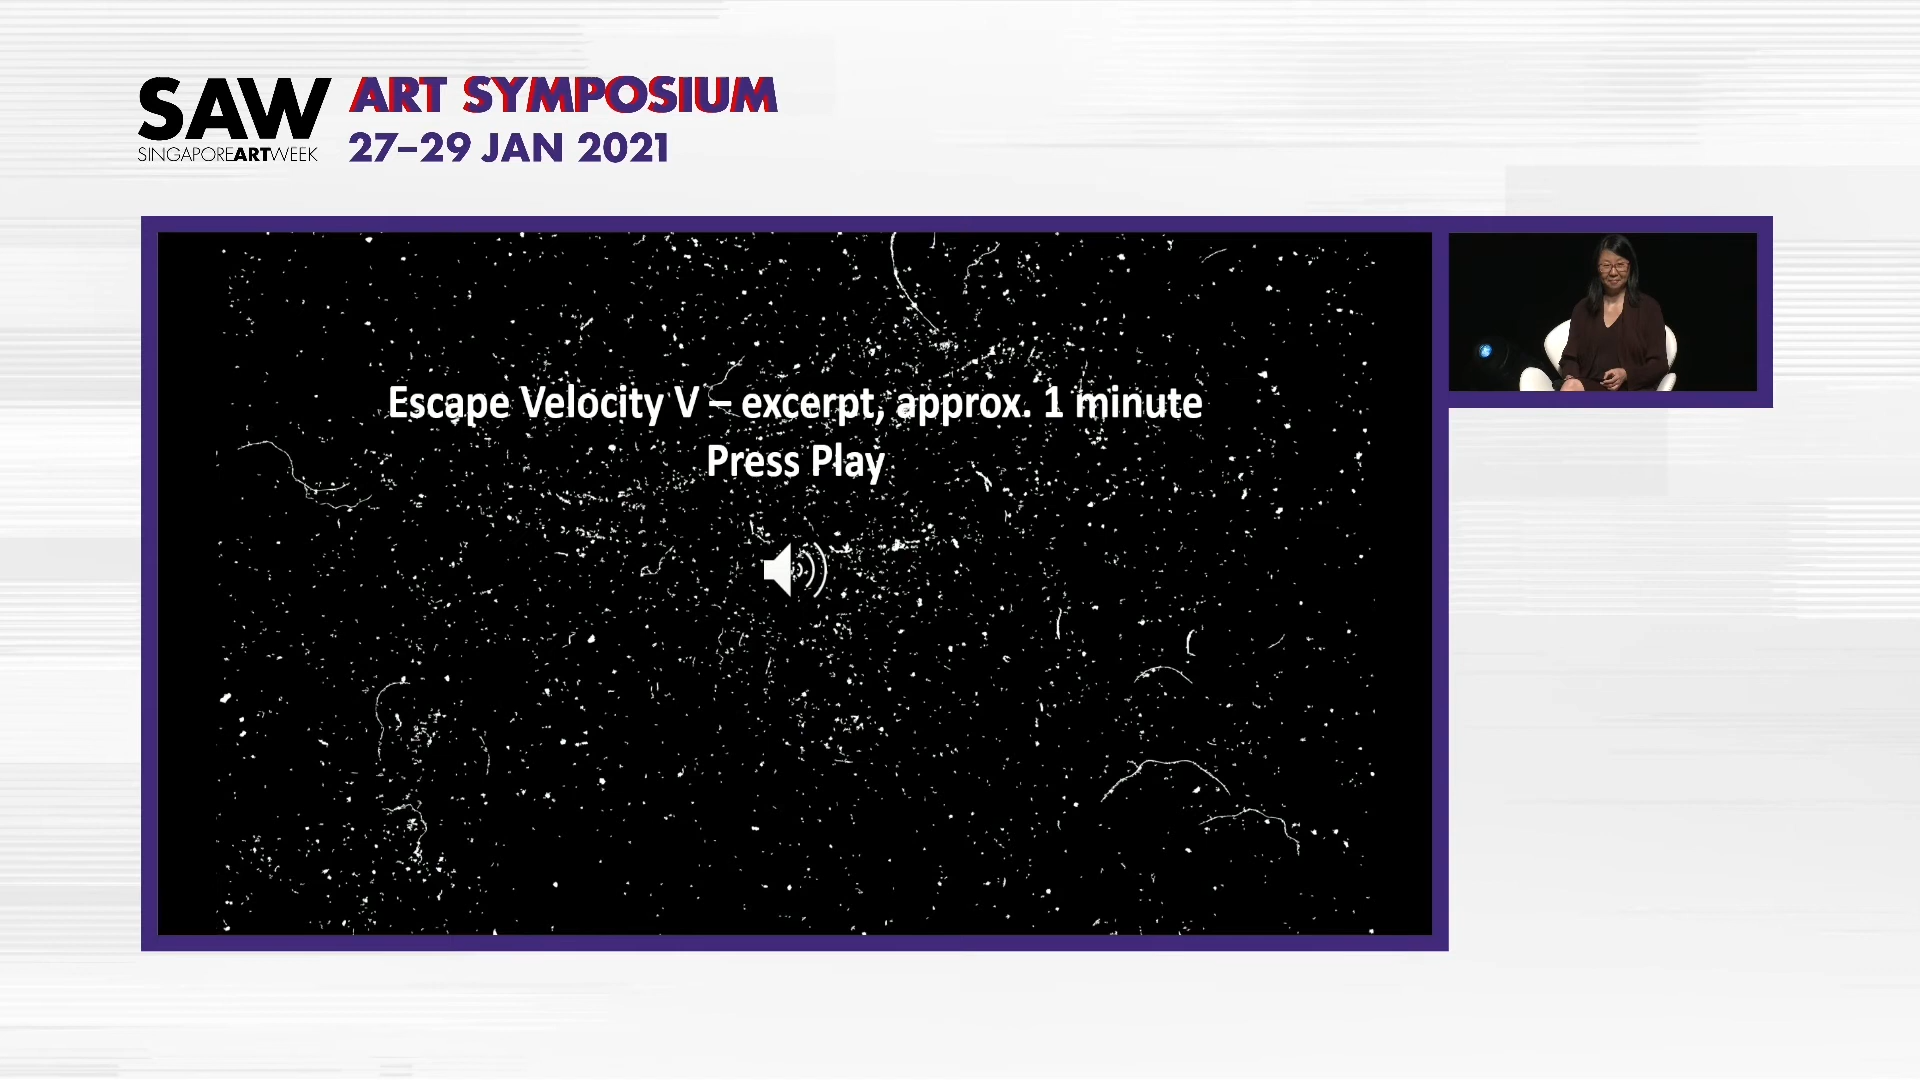 SAW ART SYMPOSIUM
SINGAPOREARTWEEK 27–29 JAN 2021
Escape Velocity V – excerpt, approx. 1 minute
Press Play